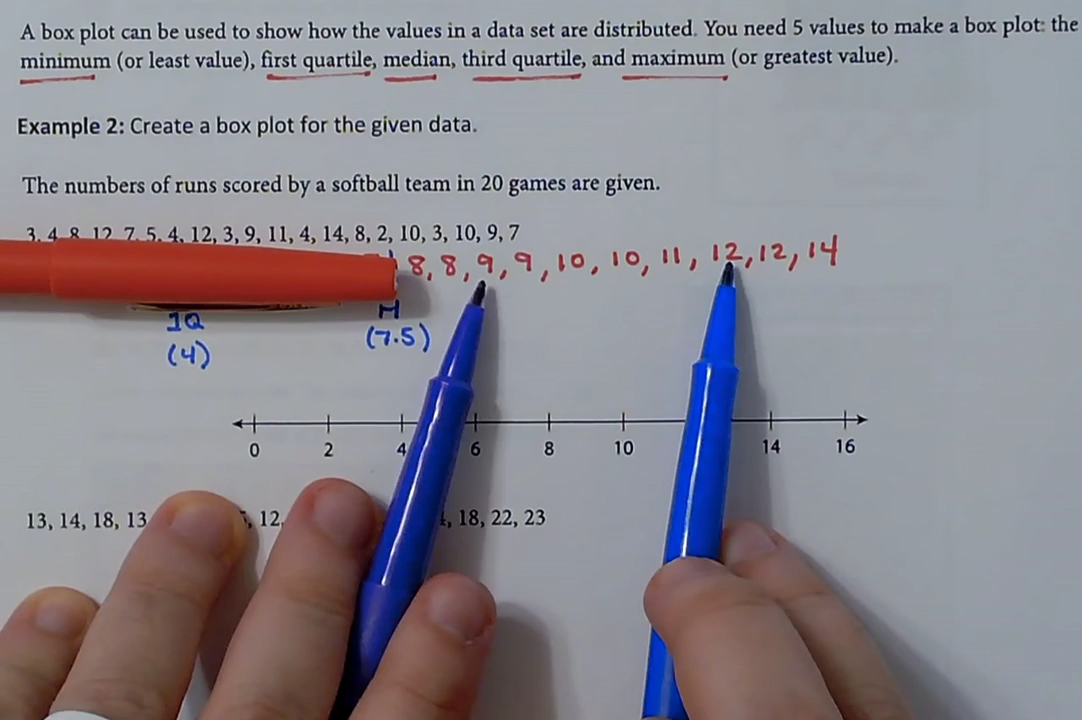 A box plot can be used to show how the values in a data set are distributed. You need 5 values to make a box plot: the
minimum (or least value), first quartile, median, third quartile, and maximum (or greatest value).
Example 2: Create a box plot for the given data.
The numbers of runs scored by a softball team in 20 games are given.
3, 4, 8, 12, 7, 5, 4, 12, 3, 9, 11, 4, 14, 8, 2, 10, 3, 10, 9, 7
8, 8, 9, 9, 10, 10, 11, 12, 12, 14
1Q M
(4) (7.5)
0 2 4 6 8 10 14 16
13, 14, 18, 13 12, 18, 22, 23